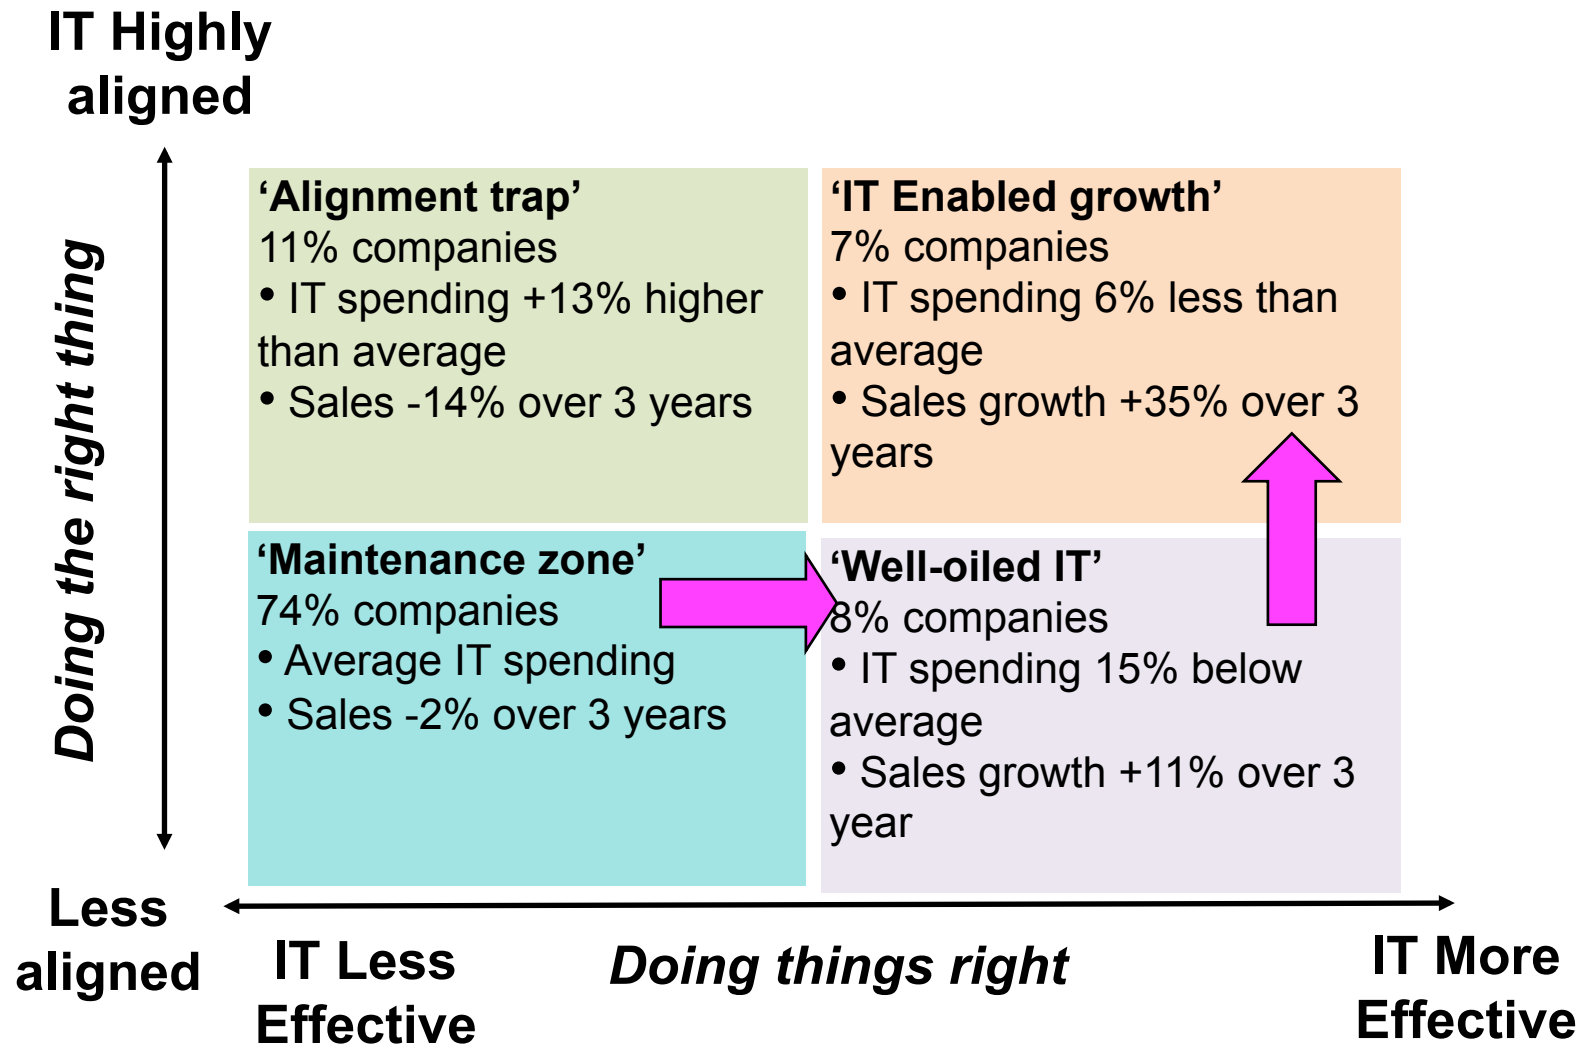 IT Highly
aligned
Doing the right thing
‘Alignment trap’
11% companies
• IT spending +13% higher
than average
• Sales -14% over 3 years
‘IT Enabled growth’
7% companies
• IT spending 6% less than
average
• Sales growth +35% over 3
years
‘Maintenance zone’
74% companies
• Average IT spending
• Sales -2% over 3 years
‘Well-oiled IT’
8% companies
• IT spending 15% below
average
• Sales growth +11% over 3
year
Less
aligned
IT Less
Effective
Doing things right
IT More
Effective